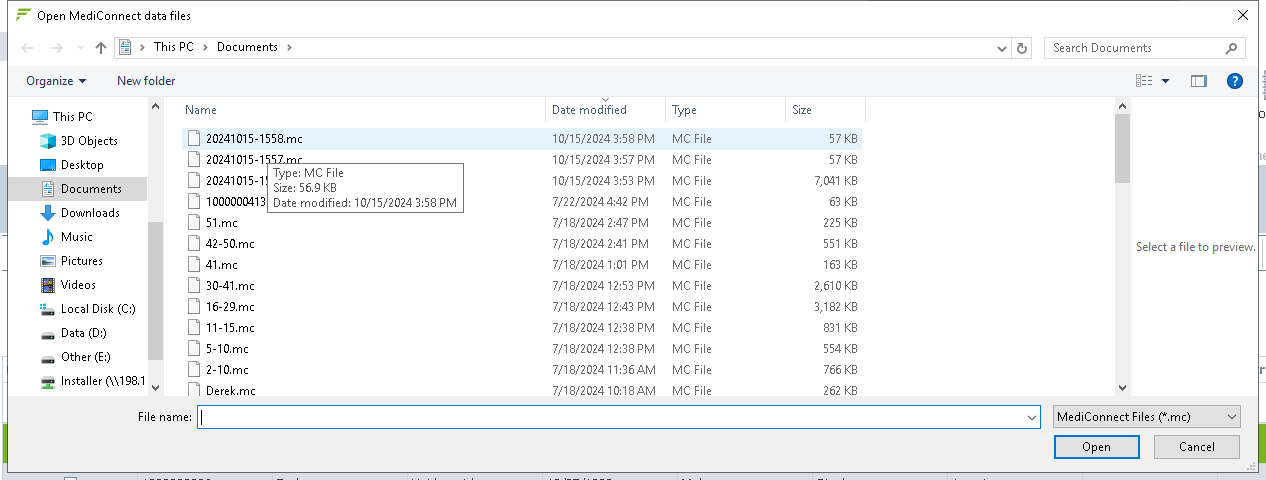 Open MediConnect data files
This PC > Documents >
Search Documents
Organize
New folder
Name Date modified Type Size
This PC
3D Objects
Desktop
Documents
Downloads
Music
Pictures
Videos
Local Disk (C:)
Data (D:)
Other (E:)
Installer (\\198.1
20241015-1558.mc 10/15/2024 3:58 PM MC File 57 KB
20241015-1557.mc 10/15/2024 3:57 PM MC File 57 KB
20241015-15 10/15/2024 3:53 PM MC File 7,041 KB
1000000413 7/22/2024 4:42 PM MC File 63 KB
51.mc 7/18/2024 2:47 PM MC File 225 KB
42-50.mc 7/18/2024 2:41 PM MC File 551 KB
41.mc 7/18/2024 1:01 PM MC File 163 KB
30-41.mc 7/18/2024 12:53 PM MC File 2,610 KB
16-29.mc 7/18/2024 12:43 PM MC File 3,182 KB
11-15.mc 7/18/2024 12:38 PM MC File 831 KB
5-10.mc 7/18/2024 12:38 PM MC File 554 KB
2-10.mc 7/18/2024 11:36 AM MC File 766 KB
Derek.mc 7/18/2024 10:18 AM MC File 262 KB
Type: MC File
Size: 56.9 KB
Date modified: 10/15/2024 3:58 PM
Select a file to preview.
File name:
MediConnect Files (*.mc)
Open
Cancel